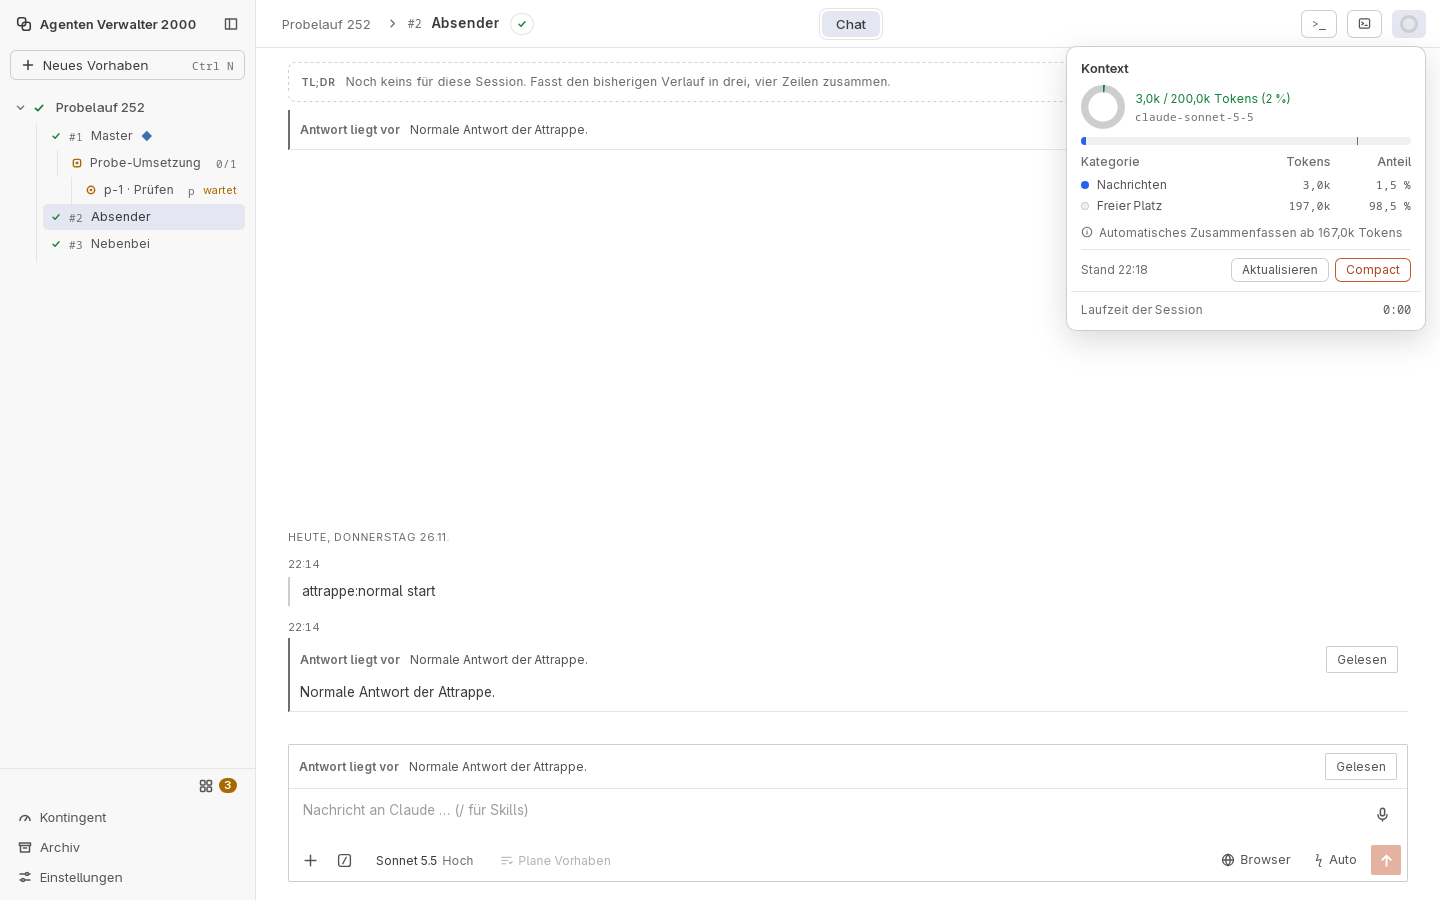 Agenten Verwalter 2000
Neues Vorhaben Ctrl N
Probelauf 252
#1 Master
Probe-Umsetzung 0/1
p-1 · Prüfen p wartet
#2 Absender
#3 Nebenbei
3
Kontingent
Archiv
Einstellungen
Probelauf 252 #2 Absender
Chat
>_
TL;DR Noch keins für diese Session. Fasst den bisherigen Verlauf in drei, vier Zeilen zusammen.
Antwort liegt vor Normale Antwort der Attrappe.
Kontext
3,0k / 200,0k Tokens (2 %)
claude-sonnet-5-5
Kategorie Tokens Anteil
Nachrichten 3,0k 1,5 %
Freier Platz 197,0k 98,5 %
Automatisches Zusammenfassen ab 167,0k Tokens
Stand 22:18 Aktualisieren Compact
Laufzeit der Session 0:00
HEUTE, DONNERSTAG 26.11.
22:14
attrappe:normal start
22:14
Antwort liegt vor Normale Antwort der Attrappe. Gelesen
Normale Antwort der Attrappe.
Antwort liegt vor Normale Antwort der Attrappe. Gelesen
Nachricht an Claude … (/ für Skills)
Sonnet 5.5 Hoch Plane Vorhaben Browser Auto